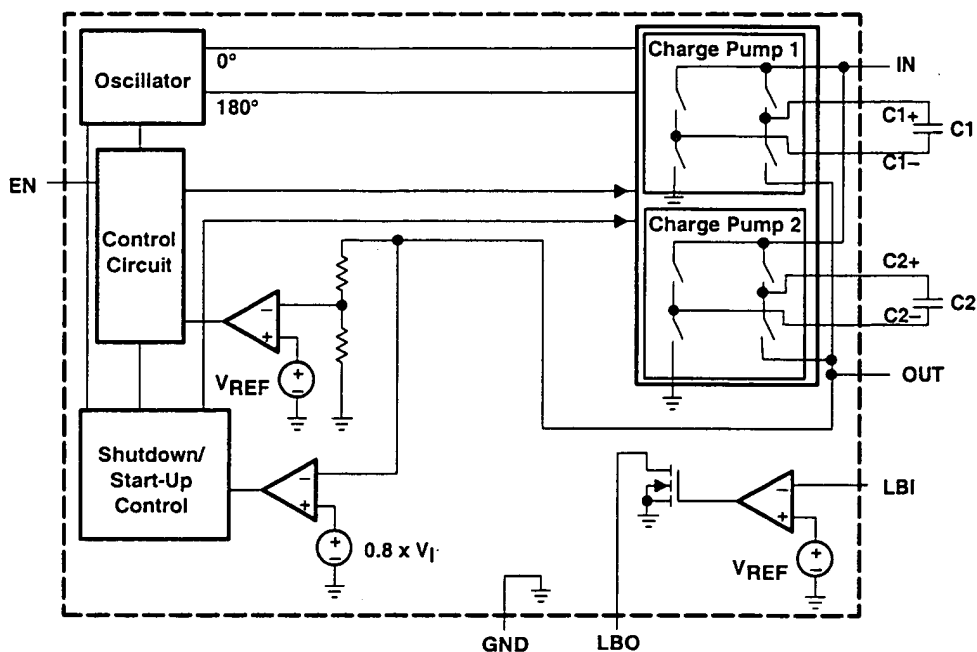 Oscillator
0°
180°
Charge Pump 1
IN
C1+
C1
C1–
EN
Control
Circuit
Charge Pump 2
C2+
C2
C2–
–
+
VREF
+
–
OUT
Shutdown/
Start-Up
Control
–
+
0.8 x VI
+
–
LBI
–
+
VREF
+
–
GND
LBO